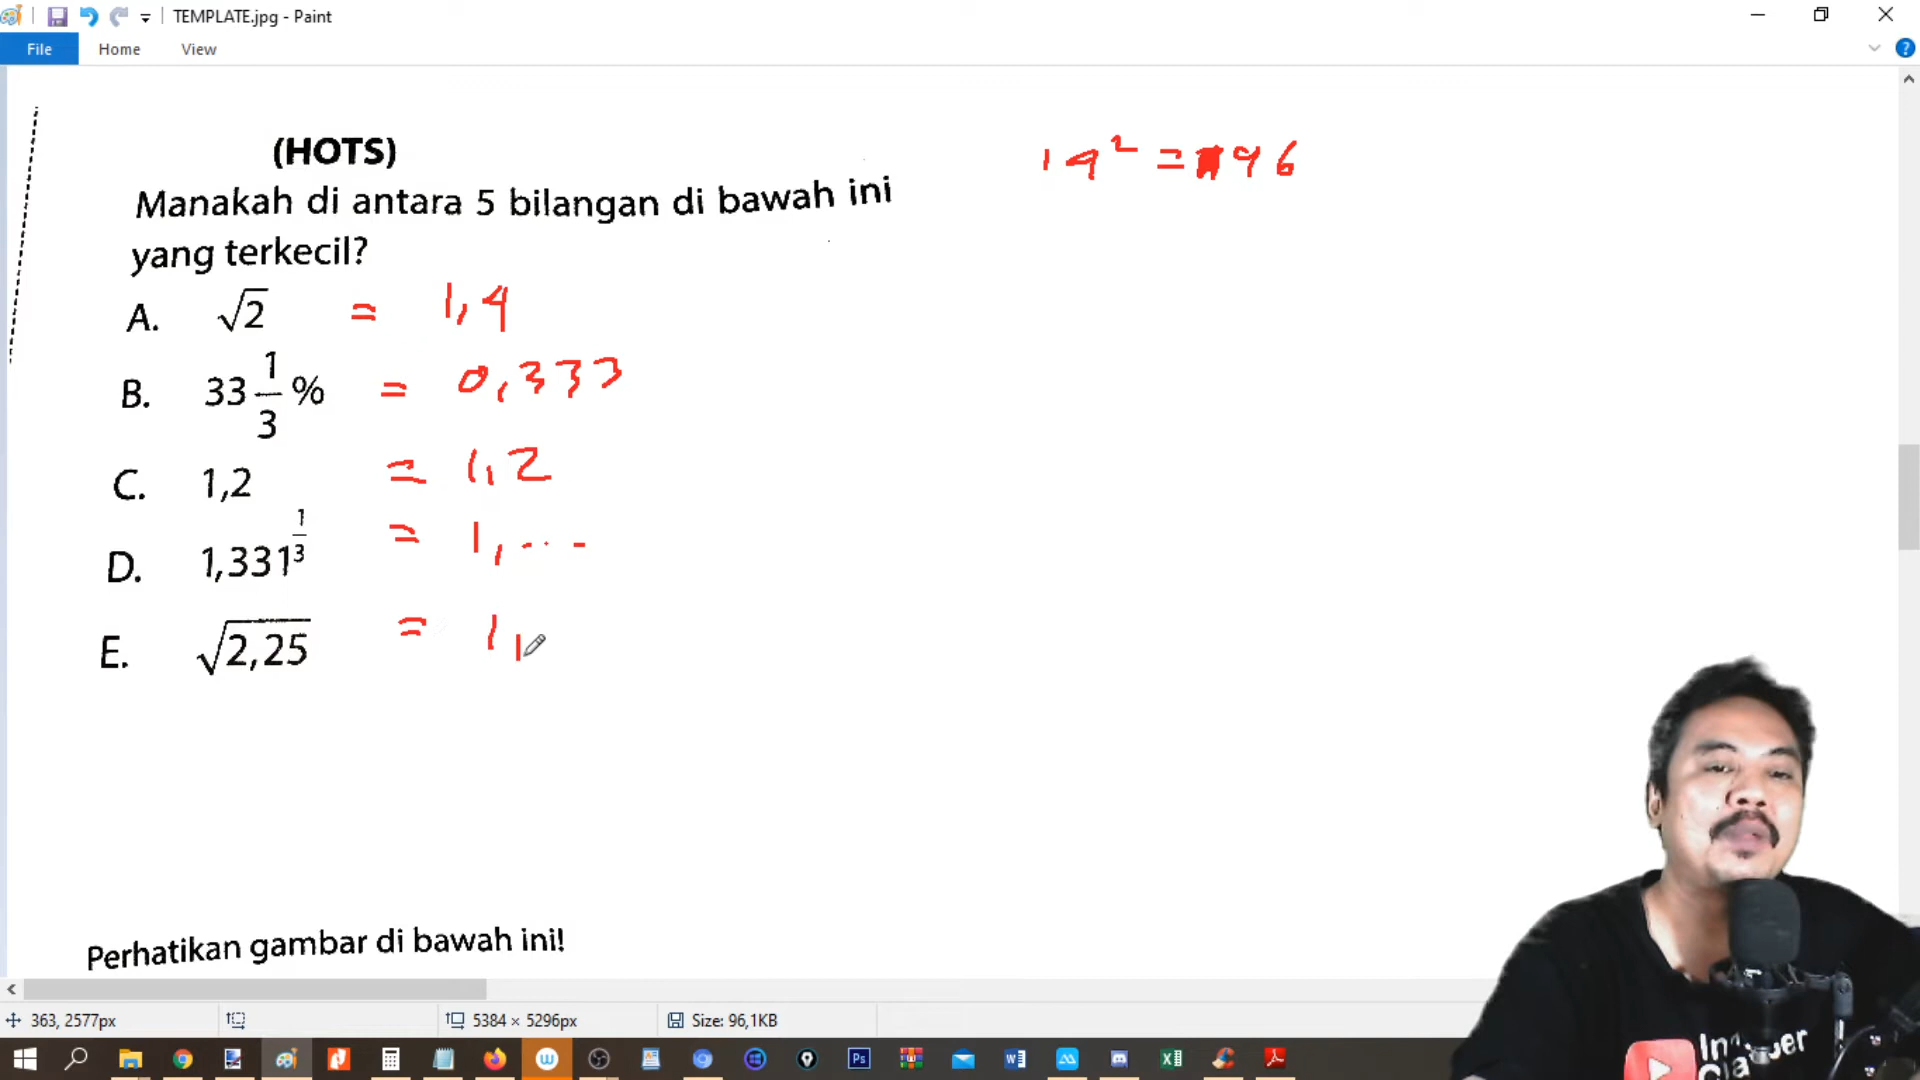 TEMPLATE.jpg - Paint
File Home View
(HOTS)
14² = 196
Manakah di antara 5 bilangan di bawah ini
yang terkecil?
A. √2 = 1,4
B. 33 1/3 % = 0,333
C. 1,2 = 1,2
D. 1,331^(1/3) = 1,...
E. √2,25 = 1,
Perhatikan gambar di bawah ini!
363, 2577px 5384 × 5296px Size: 96,1KB